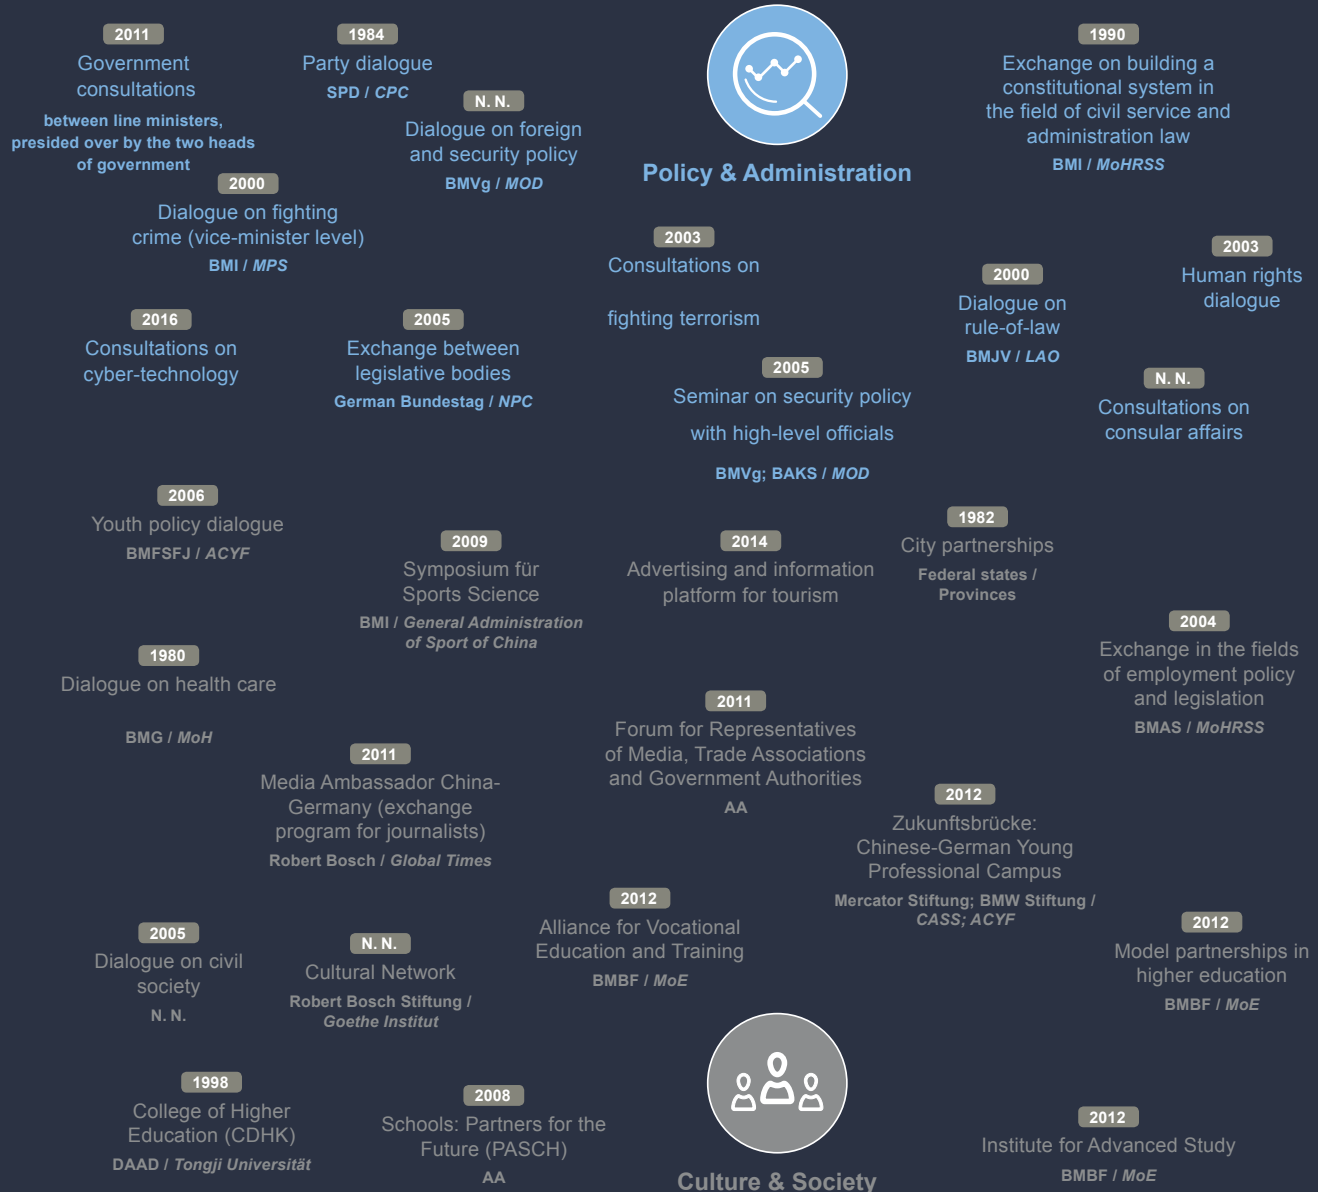 2011
Government
consultations
between line ministers,
presided over by the two heads
of government
1984
Party dialogue
SPD / CPC
N. N.
Dialogue on foreign
and security policy
BMVg / MOD
Policy & Administration
1990
Exchange on building a
constitutional system in
the field of civil service and
administration law
BMI / MoHRSS
2000
Dialogue on fighting
crime (vice-minister level)
BMI / MPS
2003
Consultations on
fighting terrorism
2000
Dialogue on
rule-of-law
BMJV / LAO
2003
Human rights
dialogue
2016
Consultations on
cyber-technology
2005
Exchange between
legislative bodies
German Bundestag / NPC
2005
Seminar on security policy
with high-level officials
BMVg; BAKS / MOD
N. N.
Consultations on
consular affairs
2006
Youth policy dialogue
BMFSFJ / ACYF
2009
Symposium für
Sports Science
BMI / General Administration
of Sport of China
2014
Advertising and information
platform for tourism
1982
City partnerships
Federal states /
Provinces
2004
Exchange in the fields
of employment policy
and legislation
BMAS / MoHRSS
1980
Dialogue on health care
BMG / MoH
2011
Media Ambassador China-
Germany (exchange
program for journalists)
Robert Bosch / Global Times
2011
Forum for Representatives
of Media, Trade Associations
and Government Authorities
AA
2012
Zukunftsbrücke:
Chinese-German Young
Professional Campus
Mercator Stiftung; BMW Stiftung /
CASS; ACYF
2005
Dialogue on civil
society
N. N.
N. N.
Cultural Network
Robert Bosch Stiftung /
Goethe Institut
2012
Alliance for Vocational
Education and Training
BMBF / MoE
2012
Model partnerships in
higher education
BMBF / MoE
1998
College of Higher
Education (CDHK)
DAAD / Tongji Universität
2008
Schools: Partners for the
Future (PASCH)
AA
Culture & Society
2012
Institute for Advanced Study
BMBF / MoE